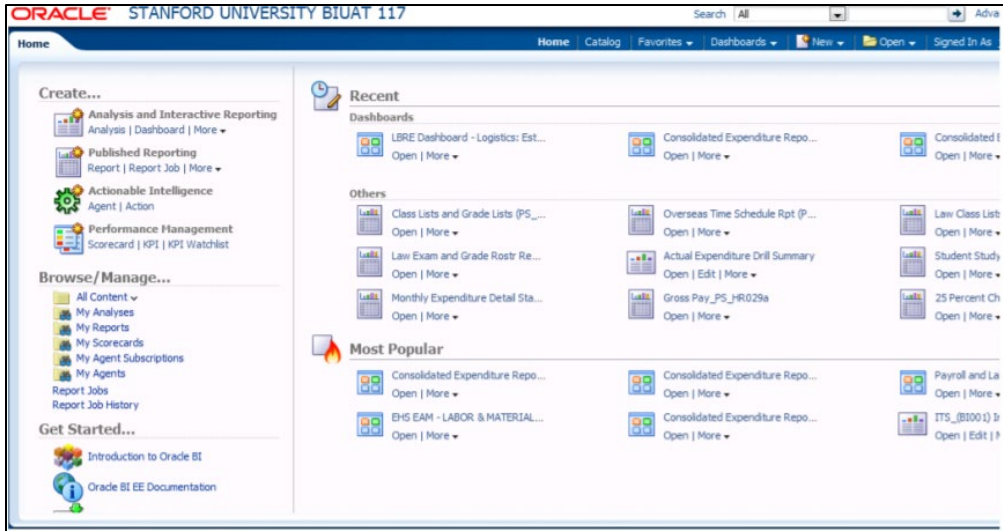 ORACLE STANFORD UNIVERSITY BIUAT 117
Search All Adva
Home
Home Catalog Favorites Dashboards New Open Signed In As
Create...
Analysis and Interactive Reporting
Analysis | Dashboard | More
Published Reporting
Report | Report Job | More
Actionable Intelligence
Agent | Action
Performance Management
Scorecard | KPI | KPI Watchlist
Browse/Manage...
All Content
My Analyses
My Reports
My Scorecards
My Agent Subscriptions
My Agents
Report Jobs
Report Job History
Get Started...
Introduction to Oracle BI
Oracle BI EE Documentation
Recent
Dashboards
LBRE Dashboard - Logistics: Est...
Open | More
Consolidated Expenditure Repo...
Open | More
Consolidated E
Open | More
Others
Class Lists and Grade Lists (PS_...
Open | More
Overseas Time Schedule Rpt (P...
Open | More
Law Class List
Open | More
Law Exam and Grade Rostr Re...
Open | More
Actual Expenditure Drill Summary
Open | Edit | More
Student Study
Open | More
Monthly Expenditure Detail Sta...
Open | More
Gross Pay_PS_HR029a
Open | More
25 Percent Ch
Open | More
Most Popular
Consolidated Expenditure Repo...
Open | More
Consolidated Expenditure Repo...
Open | More
Payroll and La
Open | More
EHS EAM - LABOR & MATERIAL...
Open | More
Consolidated Expenditure Repo...
Open | More
ITS_(BI001) I
Open | Edit | M